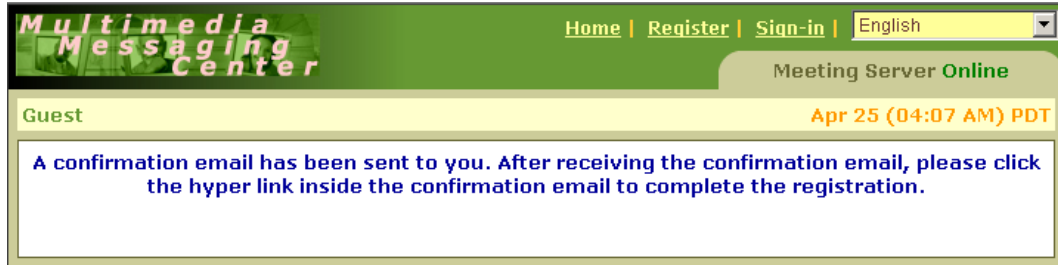 Multimedia
Messaging
Center
Home | Register | Sign-in | English
Meeting Server Online
Guest
Apr 25 (04:07 AM) PDT
A confirmation email has been sent to you. After receiving the confirmation email, please click
the hyper link inside the confirmation email to complete the registration.